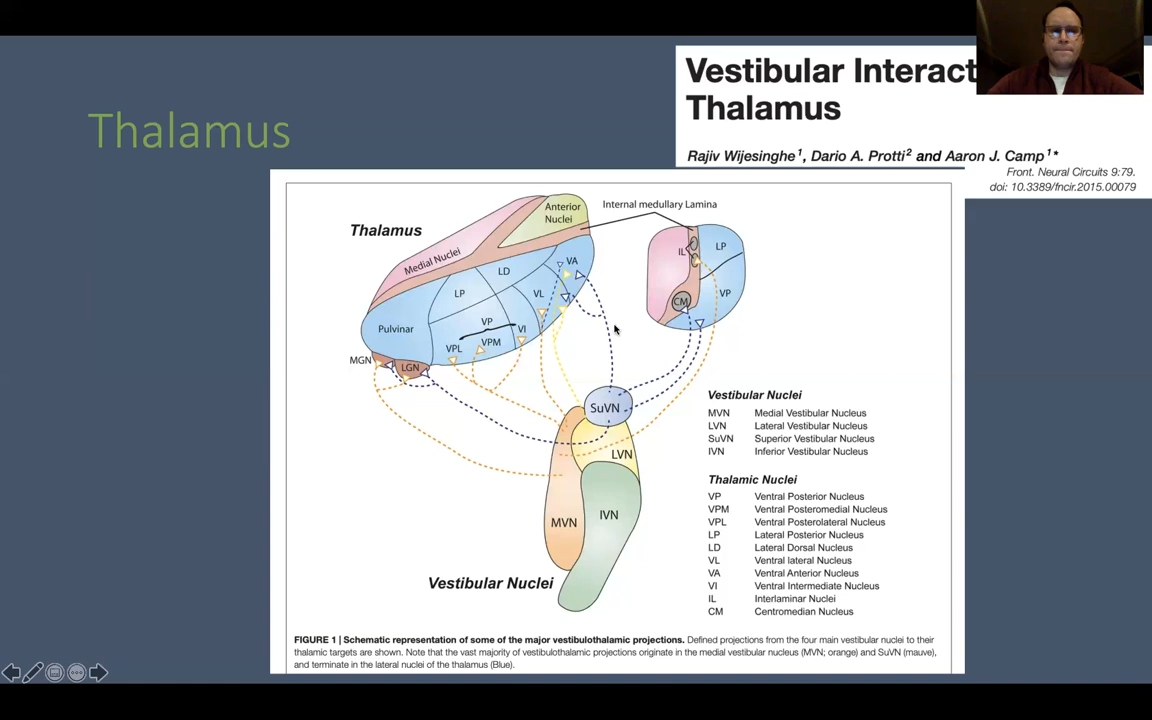 Thalamus
Vestibular Interact
Thalamus
Rajiv Wijesinghe 1, Dario A. Protti 2 and Aaron J. Camp 1*
Front. Neural Circuits 9:79.
doi: 10.3389/fncir.2015.00079
Thalamus
Anterior
Nuclei
Internal medullary Lamina
Medial Nuclei
LD
VA
LP
VL
Pulvinar
VP
VI
VPL
VPM
MGN
LGN
IL
LP
CM
VP
SuVN
LVN
IVN
MVN
Vestibular Nuclei
Vestibular Nuclei
MVN Medial Vestibular Nucleus
LVN Lateral Vestibular Nucleus
SuVN Superior Vestibular Nucleus
IVN Inferior Vestibular Nucleus
Thalamic Nuclei
VP Ventral Posterior Nucleus
VPM Ventral Posteromedial Nucleus
VPL Ventral Posterolateral Nucleus
LP Lateral Posterior Nucleus
LD Lateral Dorsal Nucleus
VL Ventral lateral Nucleus
VA Ventral Anterior Nucleus
VI Ventral Intermediate Nucleus
IL Interlaminar Nuclei
CM Centromedian Nucleus
FIGURE 1 | Schematic representation of some of the major vestibulothalamic projections. Defined projections from the four main vestibular nuclei to their
thalamic targets are shown. Note that the vast majority of vestibulothalamic projections originate in the medial vestibular nucleus (MVN; orange) and SuVN (mauve),
and terminate in the lateral nuclei of the thalamus (Blue).